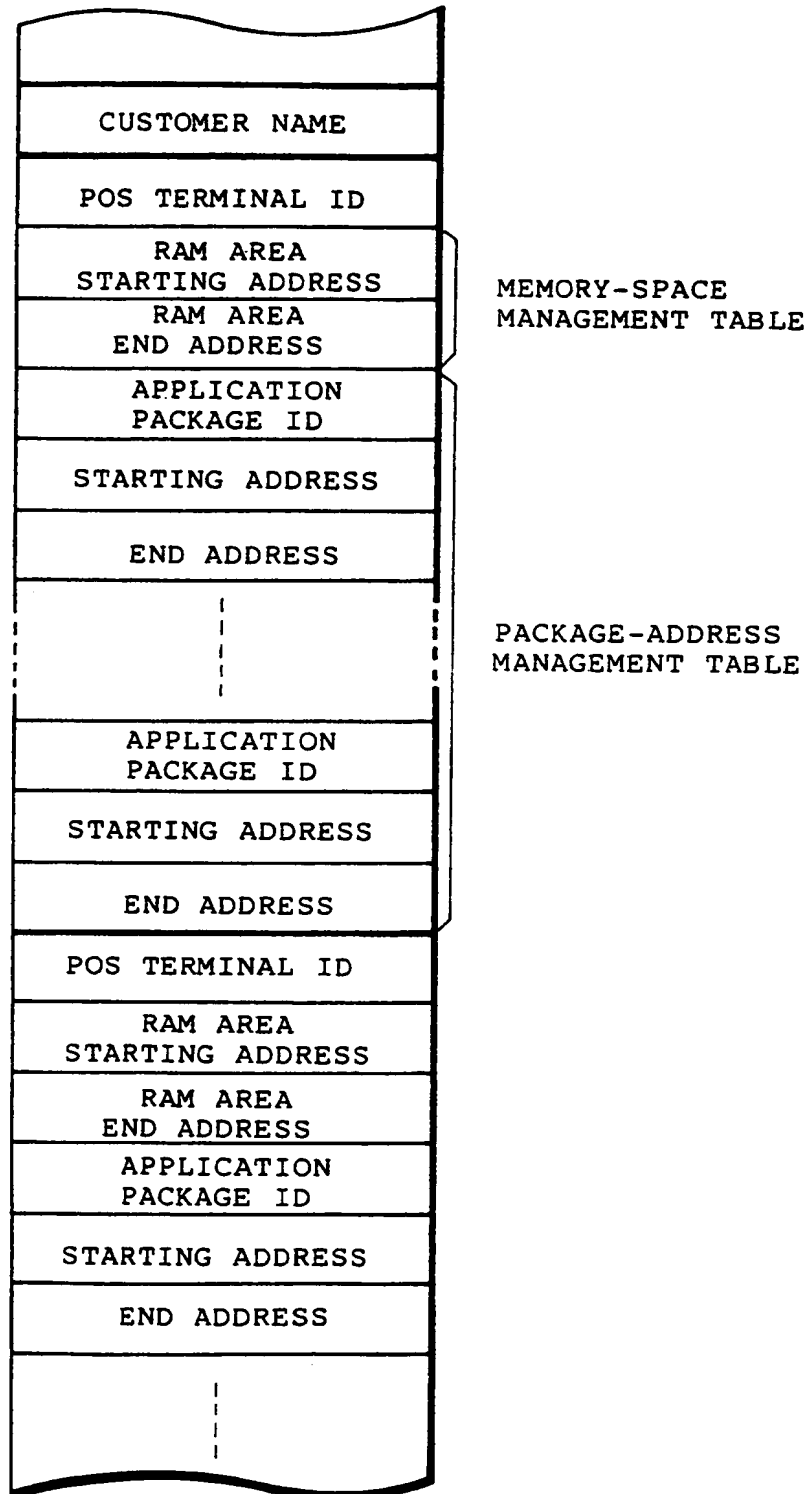 CUSTOMER NAME
POS TERMINAL ID
RAM AREA
STARTING ADDRESS
RAM AREA
END ADDRESS
MEMORY-SPACE
MANAGEMENT TABLE
APPLICATION
PACKAGE ID
STARTING ADDRESS
END ADDRESS
PACKAGE-ADDRESS
MANAGEMENT TABLE
APPLICATION
PACKAGE ID
STARTING ADDRESS
END ADDRESS
POS TERMINAL ID
RAM AREA
STARTING ADDRESS
RAM AREA
END ADDRESS
APPLICATION
PACKAGE ID
STARTING ADDRESS
END ADDRESS